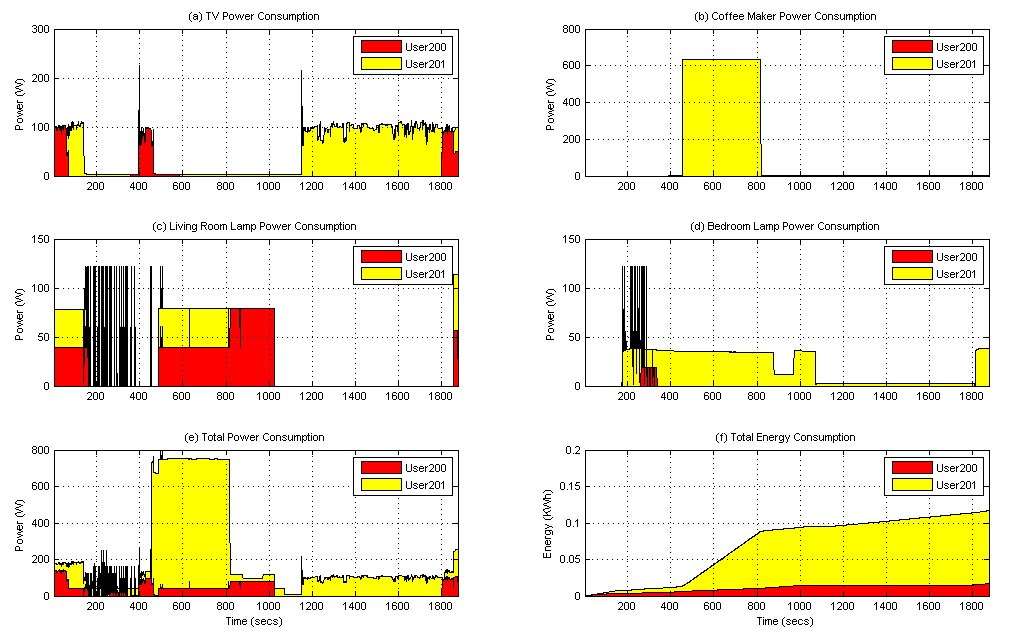 (a) TV Power Consumption
Power (W)
300
200
100
0
200 400 600 800 1000 1200 1400 1600 1800
User200
User201
(b) Coffee Maker Power Consumption
Power (W)
800
600
400
200
0
200 400 600 800 1000 1200 1400 1600 1800
User200
User201
(c) Living Room Lamp Power Consumption
Power (W)
150
100
50
0
200 400 600 800 1000 1200 1400 1600 1800
User200
User201
(d) Bedroom Lamp Power Consumption
Power (W)
150
100
50
0
200 400 600 800 1000 1200 1400 1600 1800
User200
User201
(e) Total Power Consumption
Power (W)
800
600
400
200
0
200 400 600 800 1000 1200 1400 1600 1800
Time (secs)
User200
User201
(f) Total Energy Consumption
Energy (KWh)
0.2
0.15
0.1
0.05
0
200 400 600 800 1000 1200 1400 1600 1800
Time (secs)
User200
User201